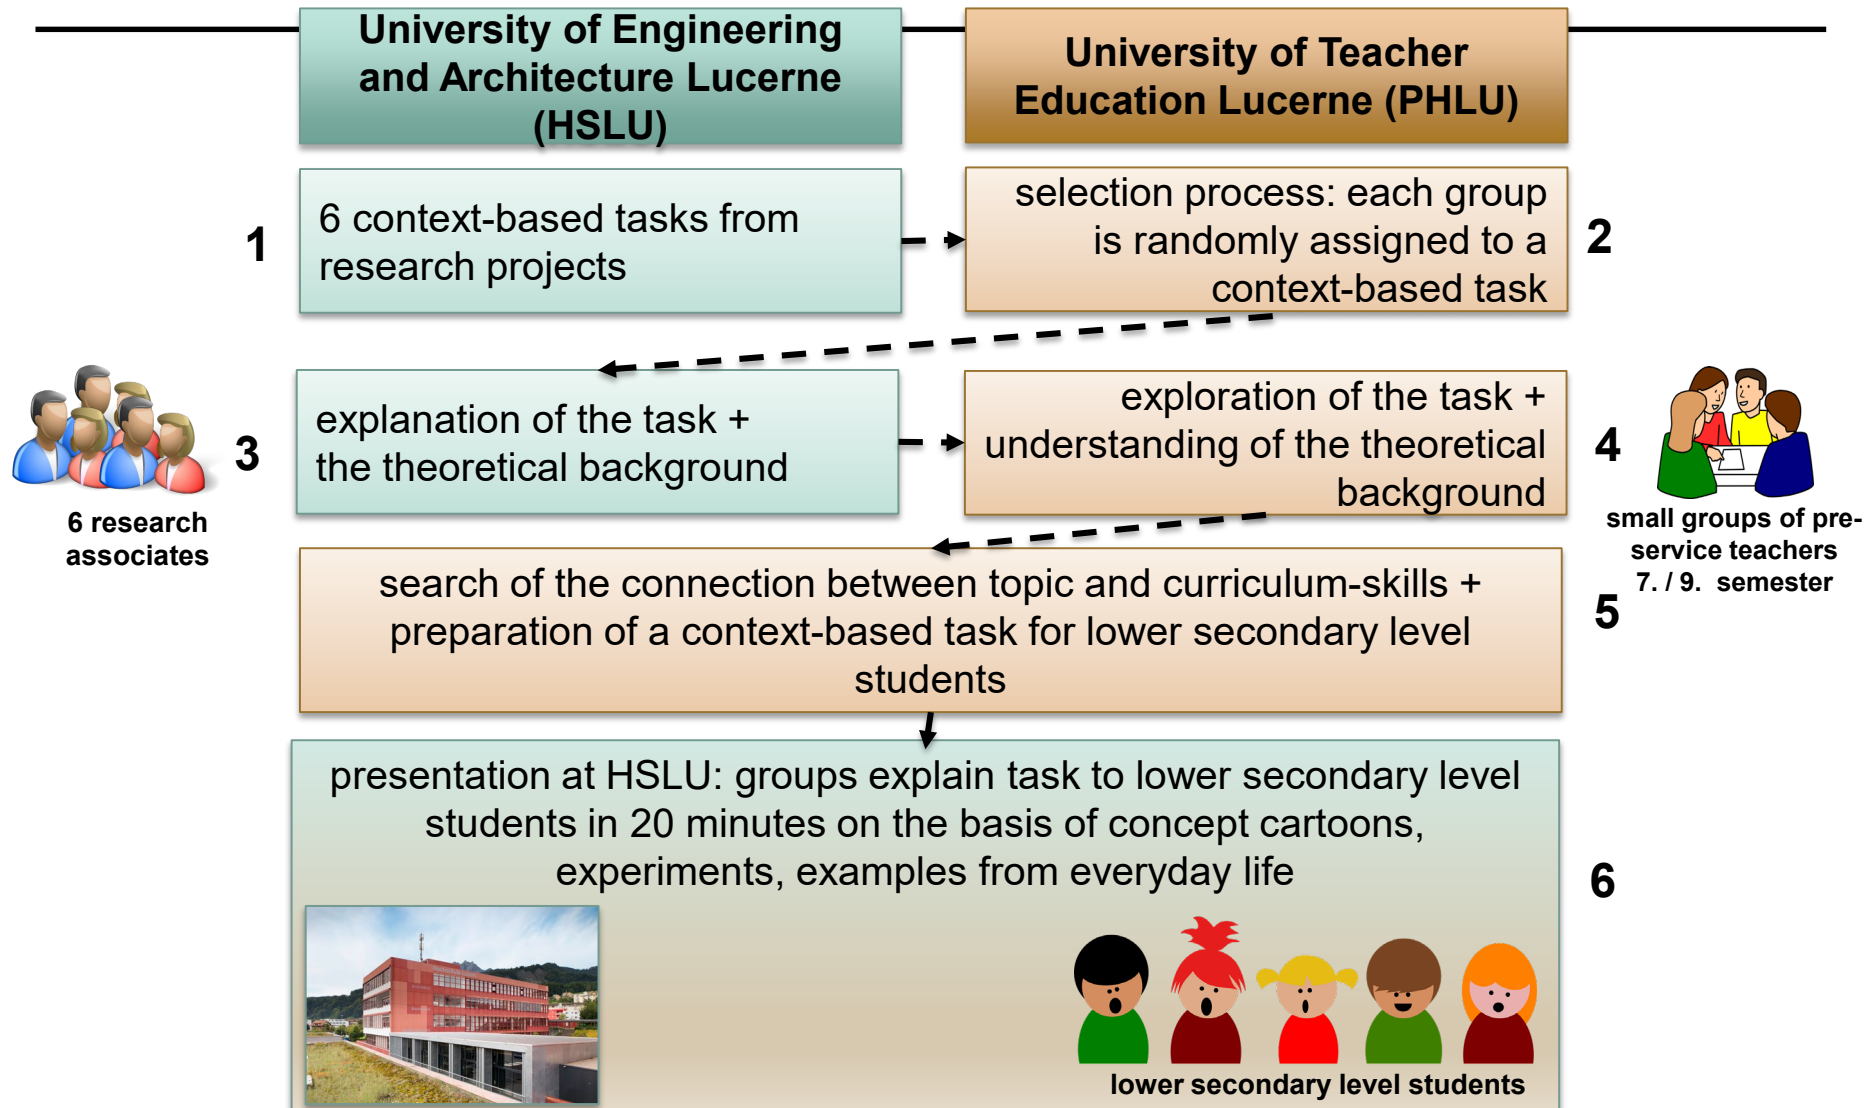 University of Engineering
and Architecture Lucerne
(HSLU)
University of Teacher
Education Lucerne (PHLU)
1
6 context-based tasks from
research projects
selection process: each group
is randomly assigned to a
context-based task
2
6 research
associates
3
explanation of the task +
the theoretical background
exploration of the task +
understanding of the theoretical
background
4
small groups of pre-
service teachers
7. / 9. semester
search of the connection between topic and curriculum-skills +
preparation of a context-based task for lower secondary level
students
5
presentation at HSLU: groups explain task to lower secondary level
students in 20 minutes on the basis of concept cartoons,
experiments, examples from everyday life
6
lower secondary level students